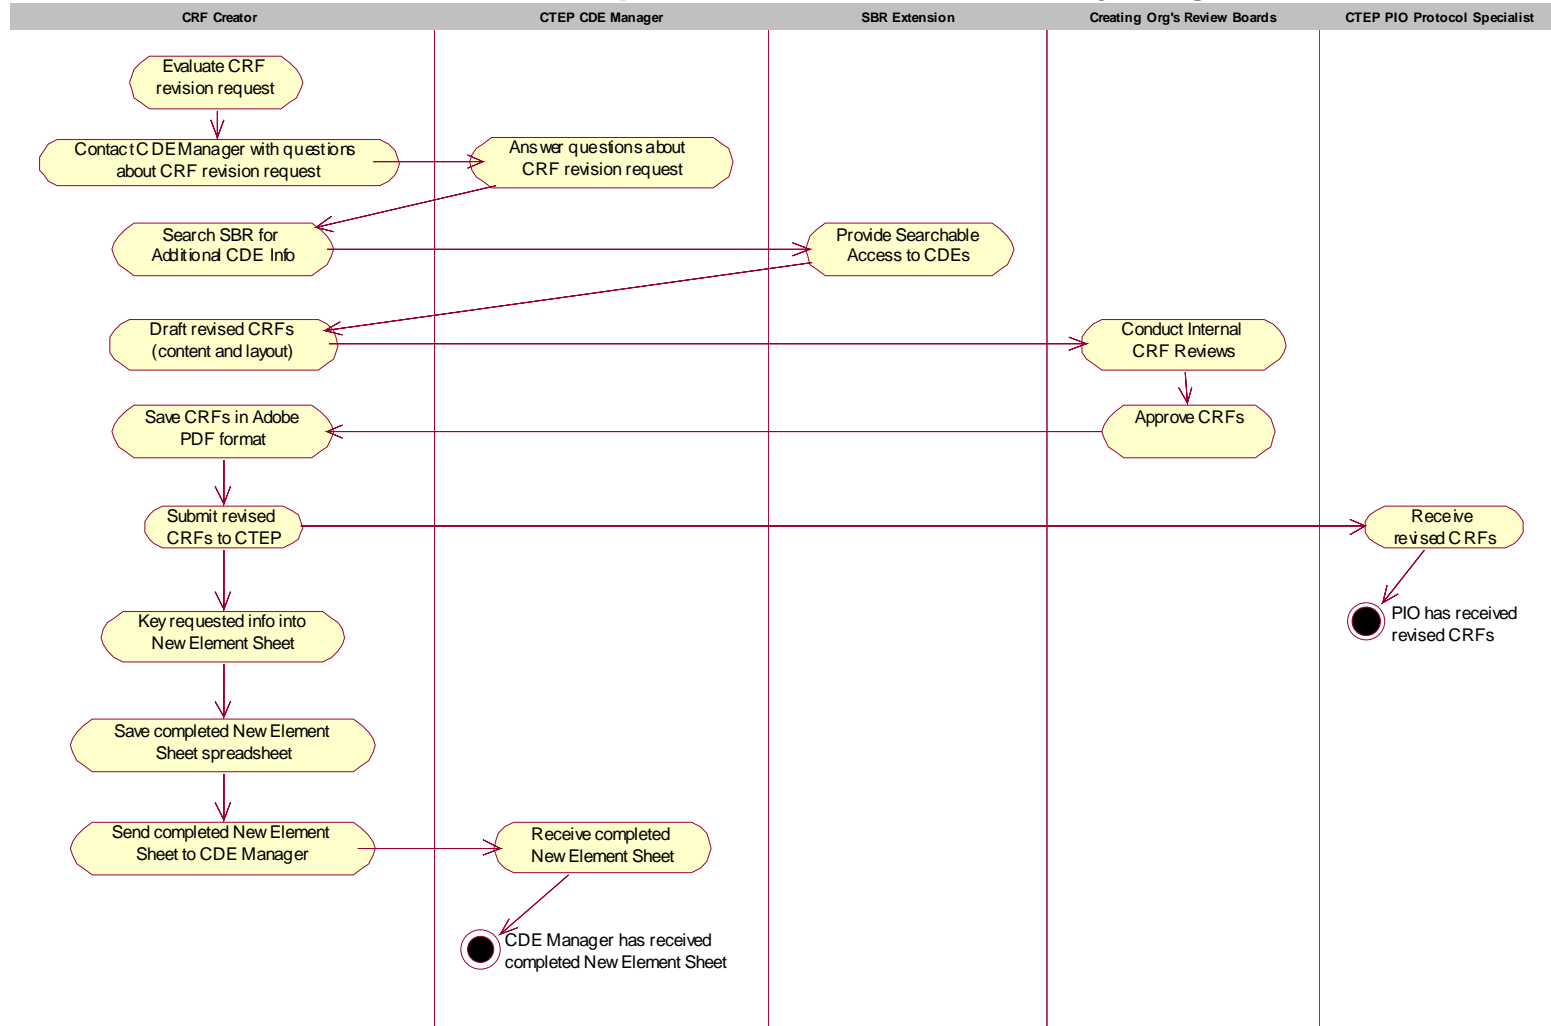 CRF Creator
CTEP CDE Manager
SBR Extension
Creating Org's Review Boards
CTEP PIO Protocol Specialist
Evaluate CRF
revision request
Contact CDE Manager with questions
about CRF revision request
Answer questions about
CRF revision request
Search SBR for
Additional CDE Info
Provide Searchable
Access to CDEs
Draft revised CRFs
(content and layout)
Conduct Internal
CRF Reviews
Save CRFs in Adobe
PDF format
Approve CRFs
Submit revised
CRFs to CTEP
Receive
revised CRFs
Key requested info into
New Element Sheet
PIO has received
revised CRFs
Save completed New Element
Sheet spreadsheet
Send completed New Element
Sheet to CDE Manager
Receive completed
New Element Sheet
CDE Manager has received
completed New Element Sheet